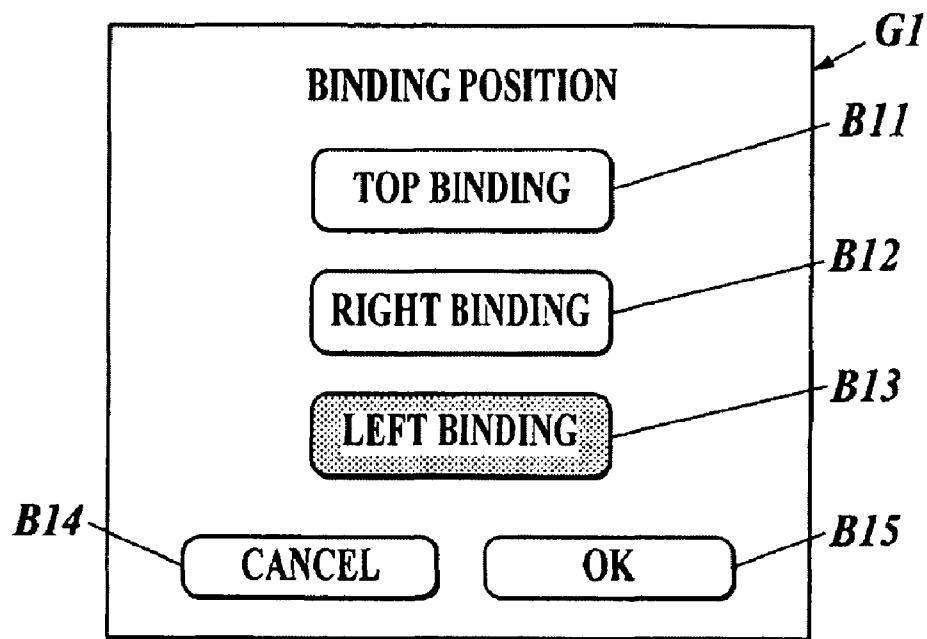 G1
BINDING POSITION
B11
TOP BINDING
B12
RIGHT BINDING
B13
LEFT BINDING
B14
B15
CANCEL
OK